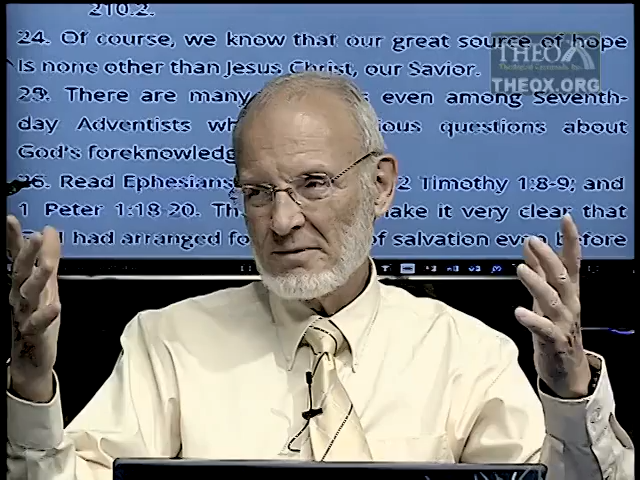 210.2.
24. Of course, we know that our great source of hope
is none other than Jesus Christ, our Savior.
25. There are many even among Seventh-
day Adventists questions about
God's foreknowledg
Read Ephesians 2 Timothy 1:8-9; and
1 Peter 1:18-20. make it very clear that
had arranged of salvation even before
THEOX
THEOX.ORG